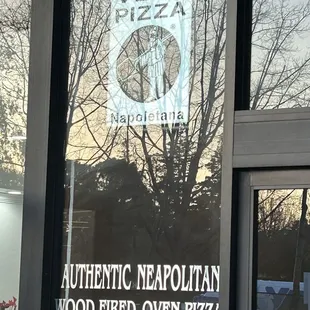 PIZZA
Napoletana
AUTHENTIC NEAPOLITAN
WOOD FIRED OVEN PIZZA